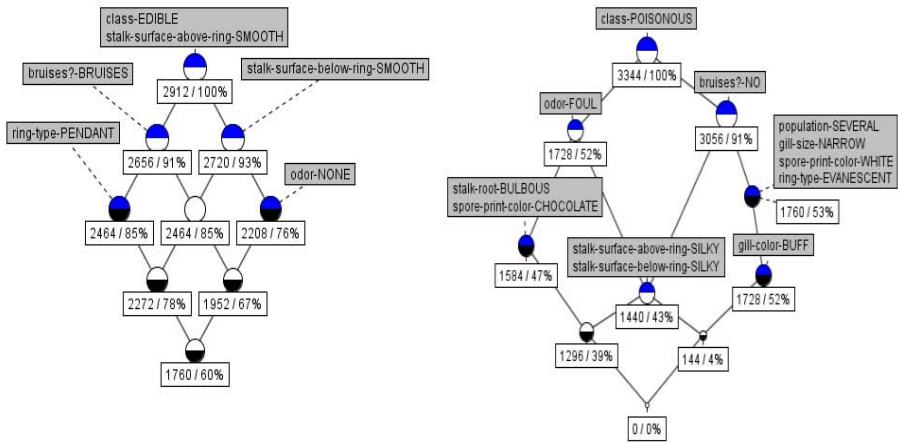 class-EDIBLE
stalk-surface-above-ring-SMOOTH
bruises?-BRUISES
stalk-surface-below-ring-SMOOTH
2912 / 100%
ring-type-PENDANT
2656 / 91%
2720 / 93%
odor-NONE
2464 / 85%
2464 / 85%
2208 / 76%
2272 / 78%
1952 / 67%
1760 / 60%
class-POISONOUS
3344 / 100%
bruises?-NO
odor-FOUL
3056 / 91%
population-SEVERAL
gill-size-NARROW
spore-print-color-WHITE
ring-type-EVANESCENT
1728 / 52%
1760 / 53%
stalk-root-BULBOUS
spore-print-color-CHOCOLATE
stalk-surface-above-ring-SILKY
stalk-surface-below-ring-SILKY
gill-color-BUFF
1584 / 47%
1728 / 52%
1440 / 43%
1296 / 39%
144 / 4%
0 / 0%